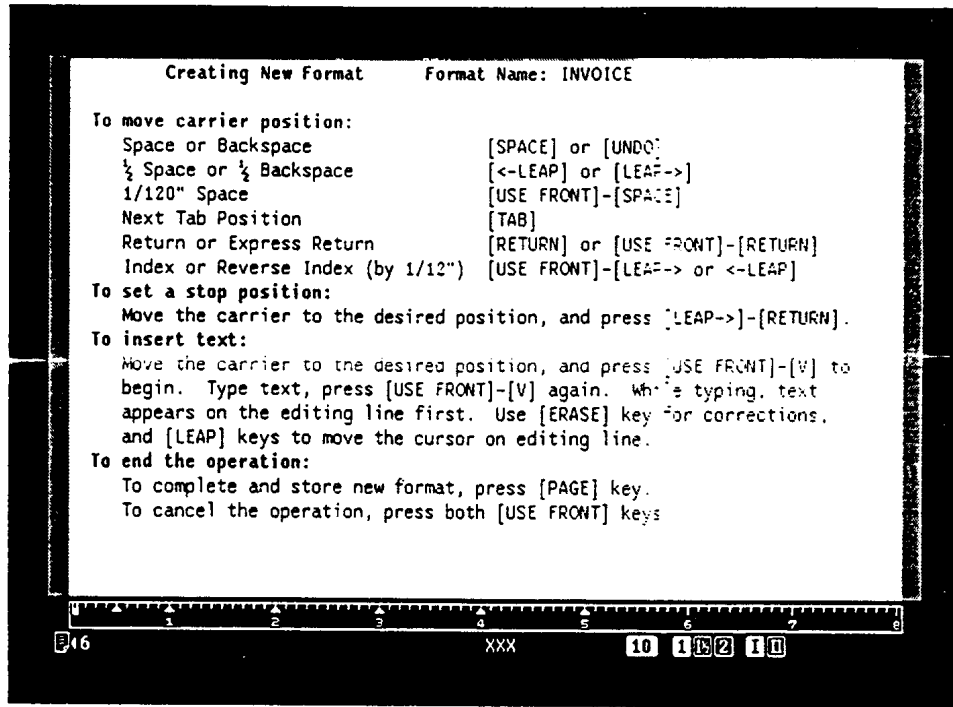 Creating New Format Format Name: INVOICE
To move carrier position:
Space or Backspace [SPACE] or [UNDO]
½ Space or ½ Backspace [<-LEAP] or [LEAP->]
1/120" Space [USE FRONT]-[SPACE]
Next Tab Position [TAB]
Return or Express Return [RETURN] or [USE FRONT]-[RETURN]
Index or Reverse Index (by 1/12") [USE FRONT]-[LEAP-> or <-LEAP]
To set a stop position:
Move the carrier to the desired position, and press [LEAP->]-[RETURN].
To insert text:
Move the carrier to the desired position, and press [USE FRONT]-[V] to
begin. Type text, press [USE FRONT]-[V] again. While typing, text
appears on the editing line first. Use [ERASE] key for corrections,
and [LEAP] keys to move the cursor on editing line.
To end the operation:
To complete and store new format, press [PAGE] key.
To cancel the operation, press both [USE FRONT] keys
1 2 3 4 5 6 7 8
6 XXX 10 1 1½ 2 I II